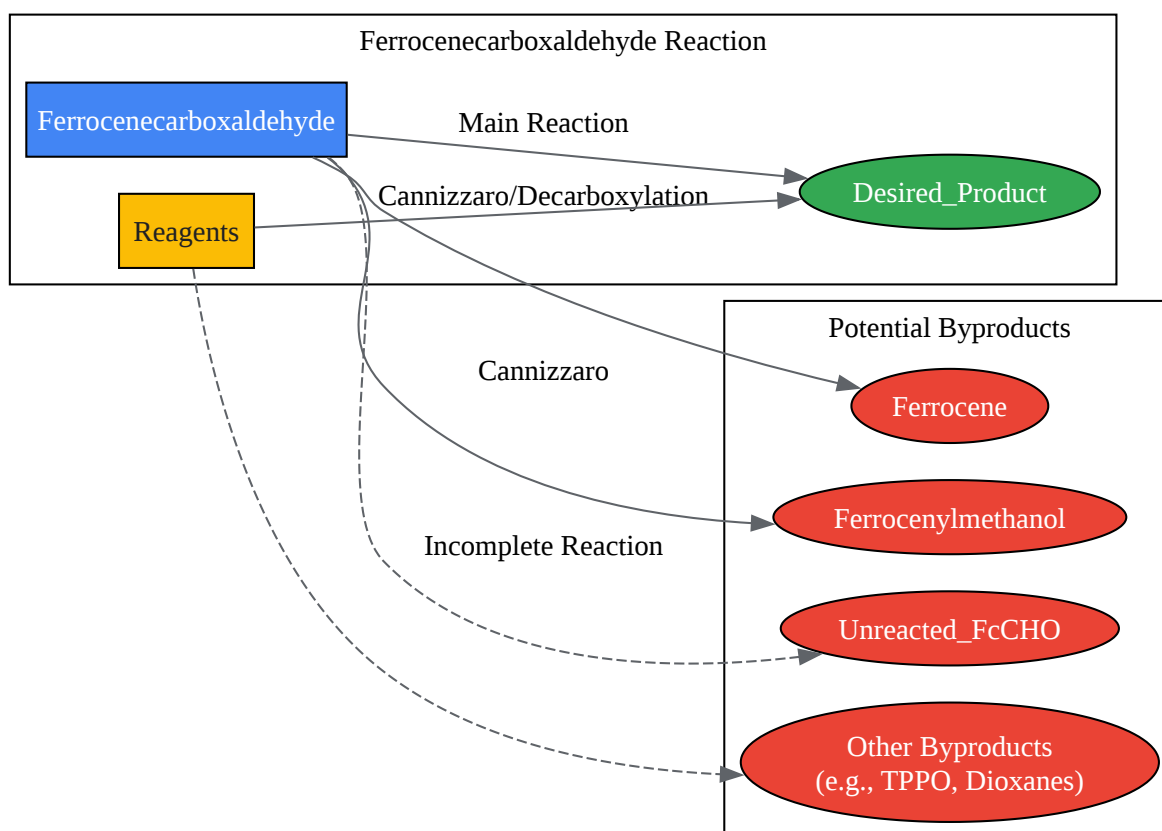 Ferrocenecarboxaldehyde Reaction
Ferrocenecarboxaldehyde
Main Reaction
Cannizzaro/Decarboxylation
Desired_Product
Reagents
Potential Byproducts
Cannizzaro
Ferrocene
Ferrocenylmethanol
Incomplete Reaction
Unreacted_FcCHO
Other Byproducts
(e.g., TPPO, Dioxanes)